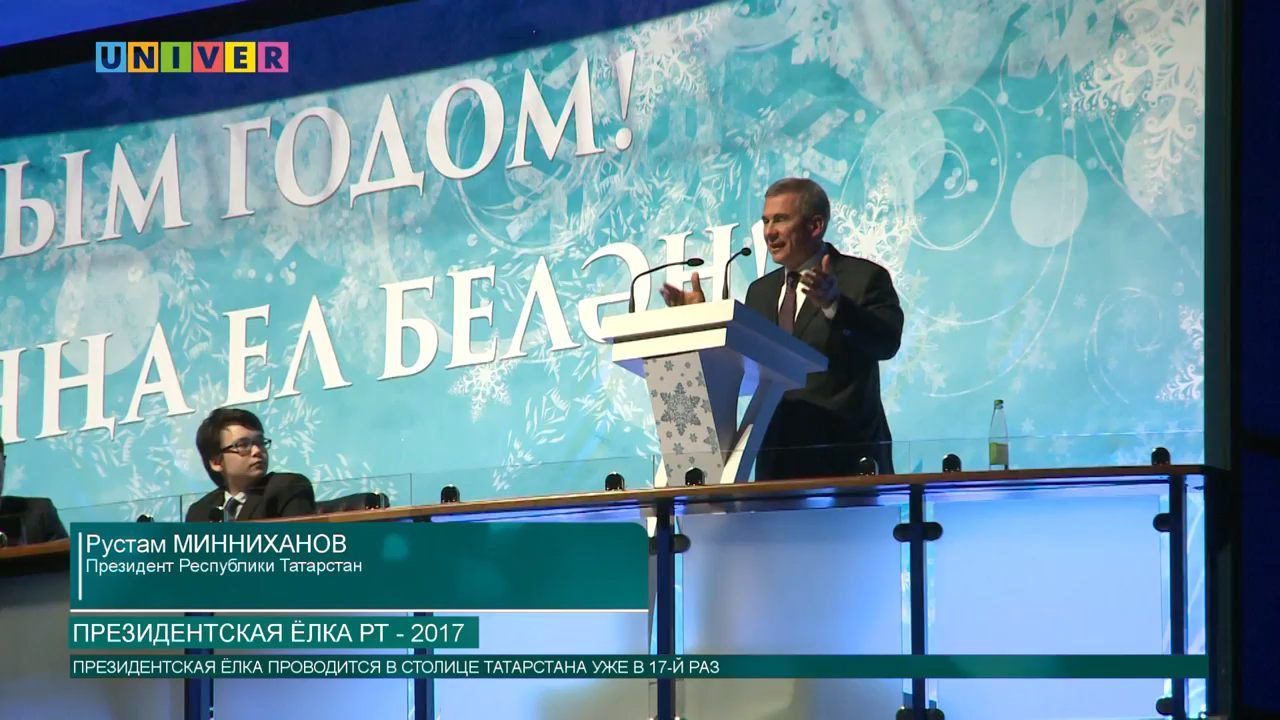 UNIVER
ЫМ ГОДОМ!
ҢА ЕЛ БЕЛӘН!
Рустам МИННИХАНОВ
Президент Республики Татарстан
ПРЕЗИДЕНТСКАЯ ЁЛКА РТ - 2017
ПРЕЗИДЕНТСКАЯ ЁЛКА ПРОВОДИТСЯ В СТОЛИЦЕ ТАТАРСТАНА УЖЕ В 17-Й РАЗ